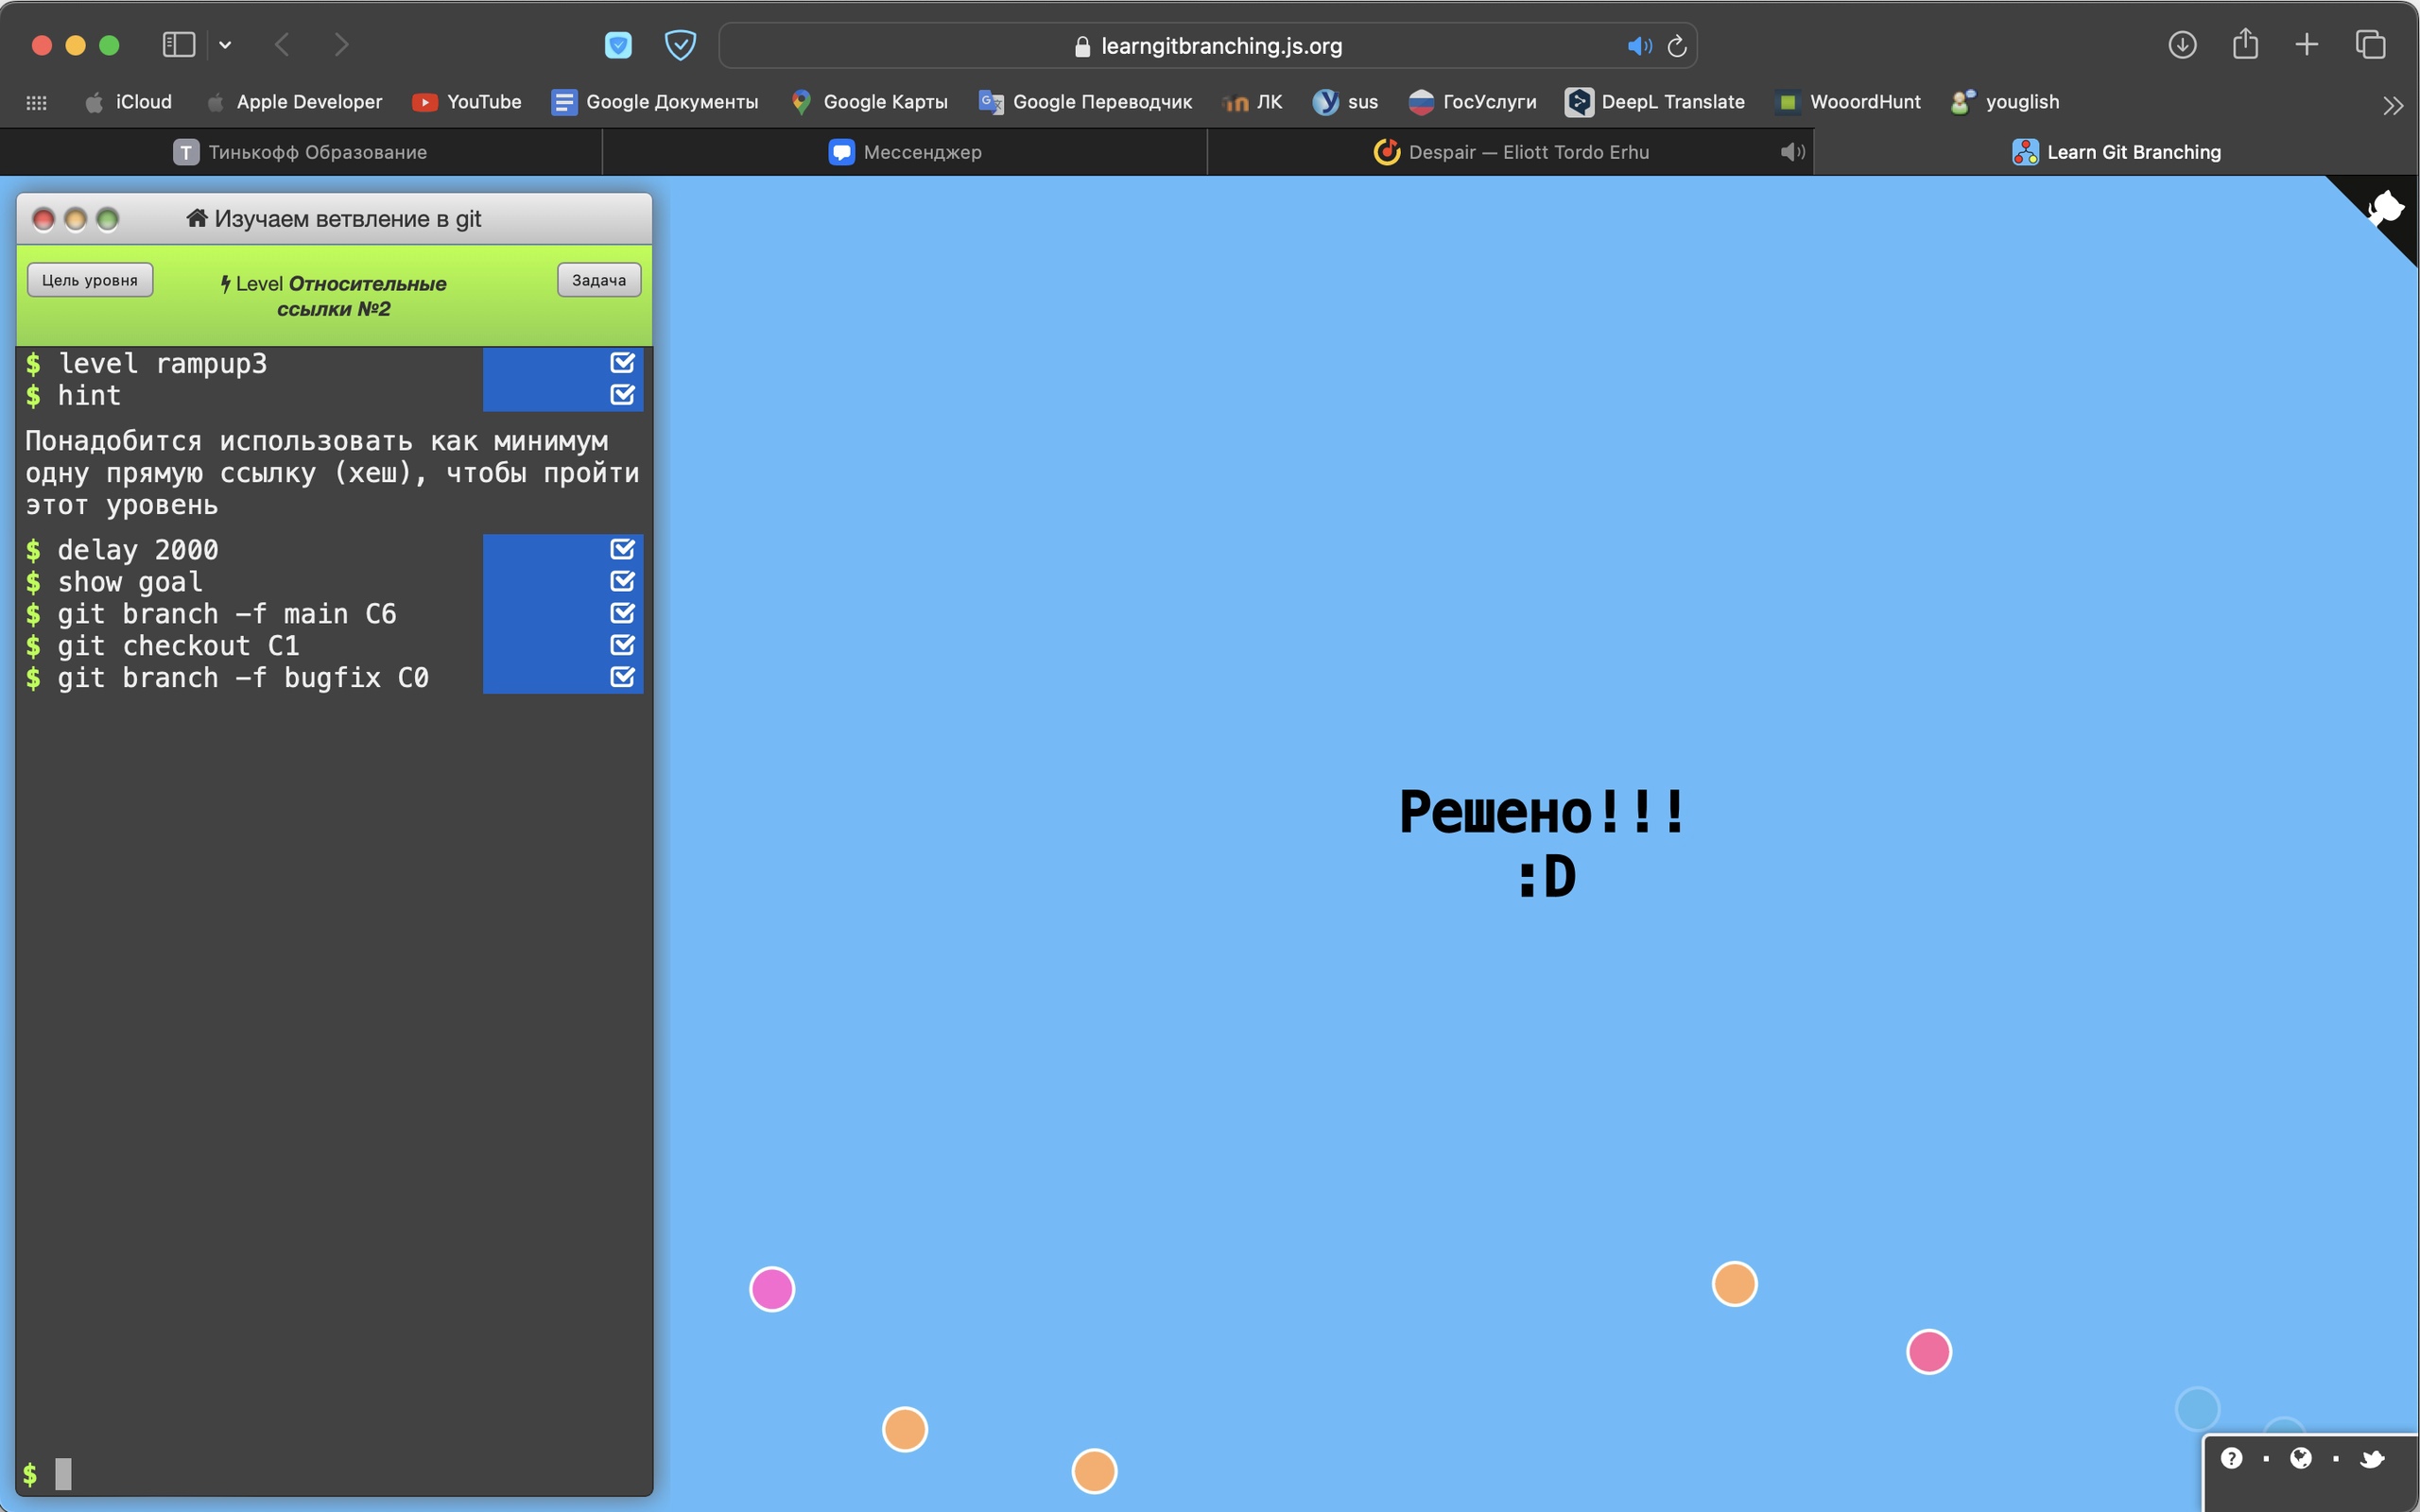 learngitbranching.js.org
iCloud
Apple Developer
YouTube
Google Документы
Google Карты
Google Переводчик
ЛК
sus
ГосУслуги
DeepL Translate
WooordHunt
youglish
T Тинькофф Образование
Мессенджер
Despair — Eliott Tordo Erhu
Learn Git Branching
Изучаем ветвление в git
Цель уровня
Level Относительные
ссылки №2
Задача
$ level rampup3
$ hint
Понадобится использовать как минимум
одну прямую ссылку (хеш), чтобы пройти
этот уровень
$ delay 2000
$ show goal
$ git branch -f main C6
$ git checkout C1
$ git branch -f bugfix C0
$
Решено!!!
:D